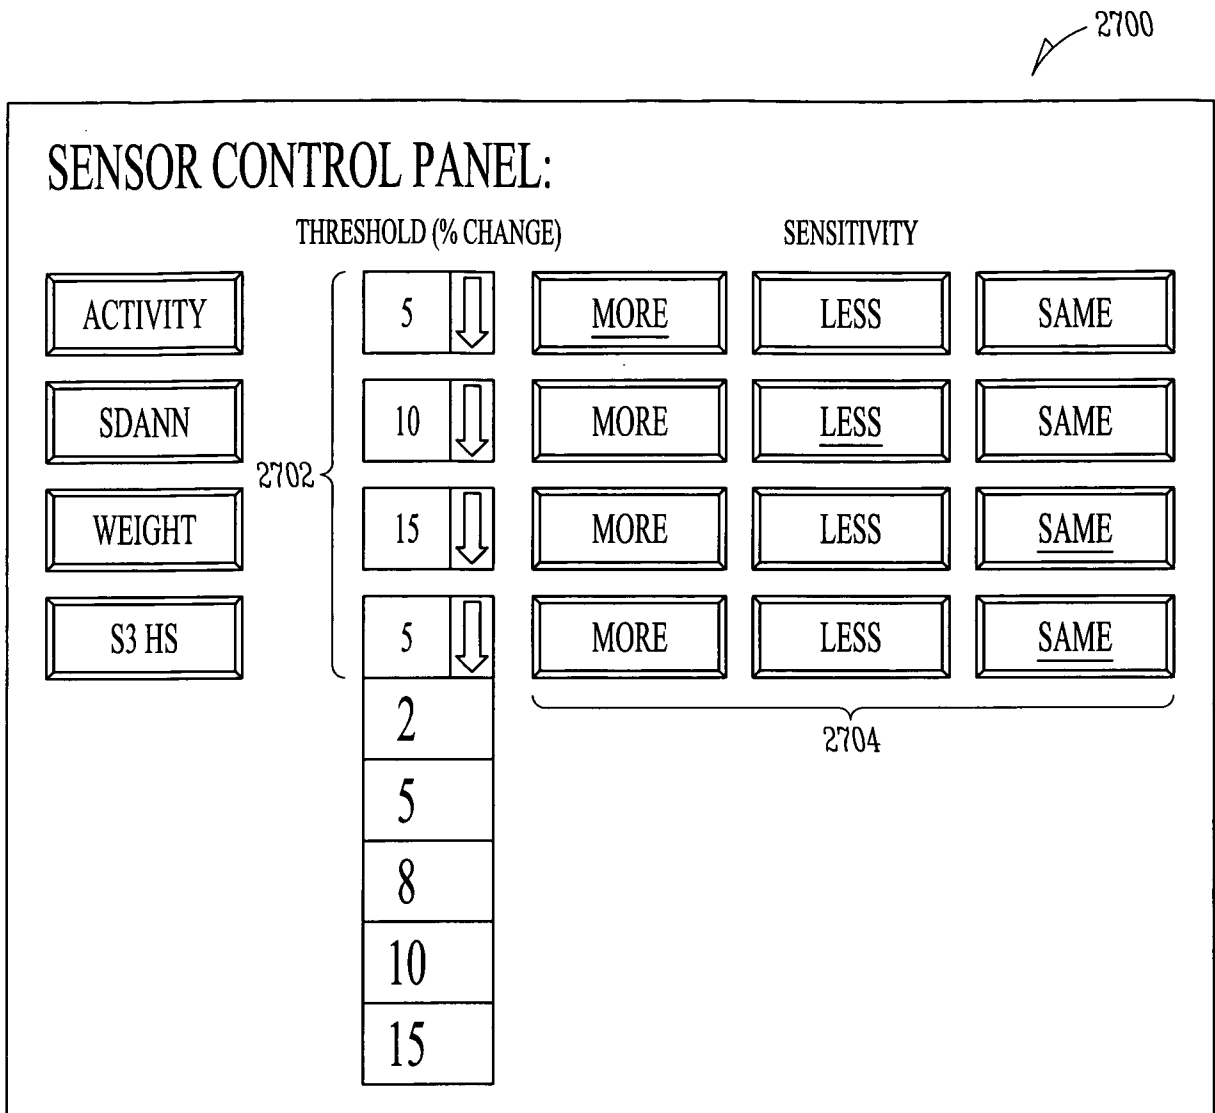 2700
SENSOR CONTROL PANEL:
THRESHOLD (% CHANGE) SENSITIVITY
ACTIVITY 5 MORE LESS SAME
SDANN 10 MORE LESS SAME
2702
WEIGHT 15 MORE LESS SAME
S3 HS 5 MORE LESS SAME
2
2704
5
8
10
15